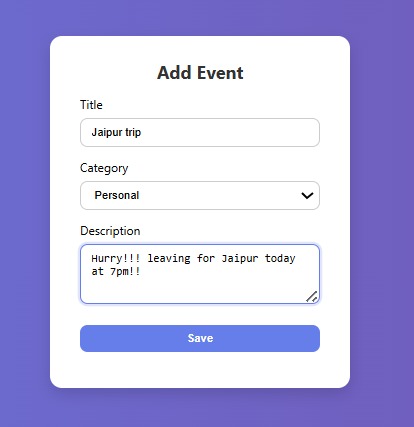 Add Event
Title
Jaipur trip
Category
Personal
Description
Hurry!!! leaving for Jaipur today
at 7pm!!
Save